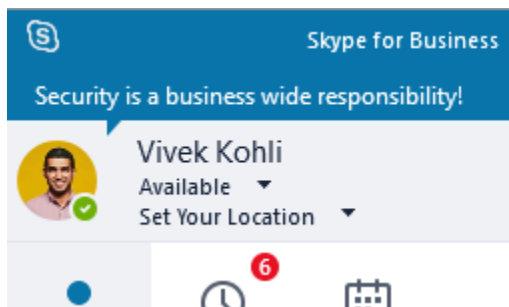 Skype for Business
Security is a business wide responsibility!
Vivek Kohli
Available
Set Your Location
6